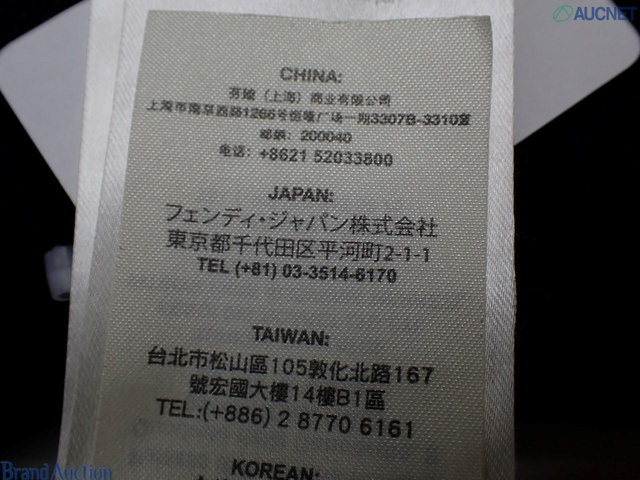 AUCNET
CHINA:
芬迪（上海）商业有限公司
上海市南京西路1266号恒隆广场一期3307B-3310室
邮编: 200040
电话: +8621 52033800
JAPAN:
フェンディ・ジャパン株式会社
東京都千代田区平河町2-1-1
TEL (+81) 03-3514-6170
TAIWAN:
台北市松山區105敦化北路167
號宏國大樓14樓B1區
TEL:(+886) 2 8770 6161
KOREAN:
Brand Auction